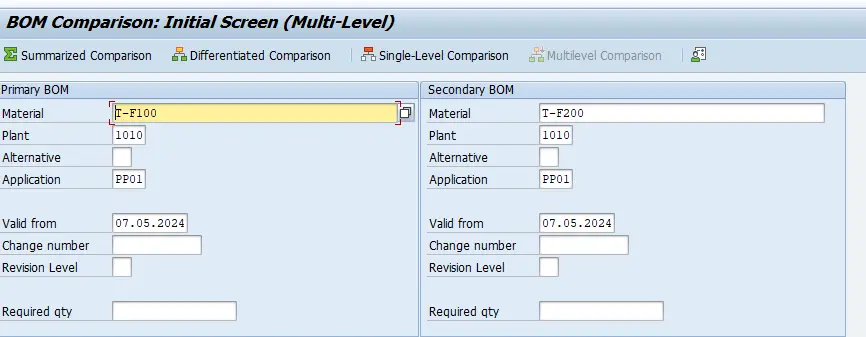 BOM Comparison: Initial Screen (Multi-Level)
Summarized Comparison Differentiated Comparison Single-Level Comparison Multilevel Comparison
Primary BOM
Material T-F100
Plant 1010
Alternative
Application PP01
Valid from 07.05.2024
Change number
Revision Level
Required qty
Secondary BOM
Material T-F200
Plant 1010
Alternative
Application PP01
Valid from 07.05.2024
Change number
Revision Level
Required qty